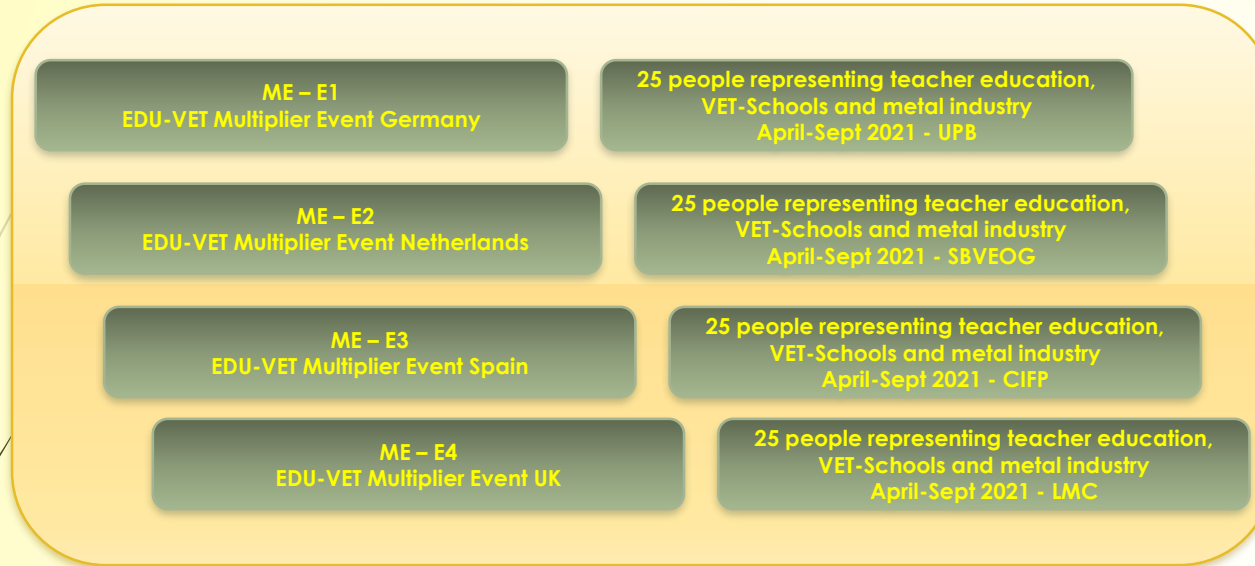 ME – E1
EDU-VET Multiplier Event Germany
25 people representing teacher education,
VET-Schools and metal industry
April-Sept 2021 - UPB
ME – E2
EDU-VET Multiplier Event Netherlands
25 people representing teacher education,
VET-Schools and metal industry
April-Sept 2021 - SBVEOG
ME – E3
EDU-VET Multiplier Event Spain
25 people representing teacher education,
VET-Schools and metal industry
April-Sept 2021 - CIFP
ME – E4
EDU-VET Multiplier Event UK
25 people representing teacher education,
VET-Schools and metal industry
April-Sept 2021 - LMC